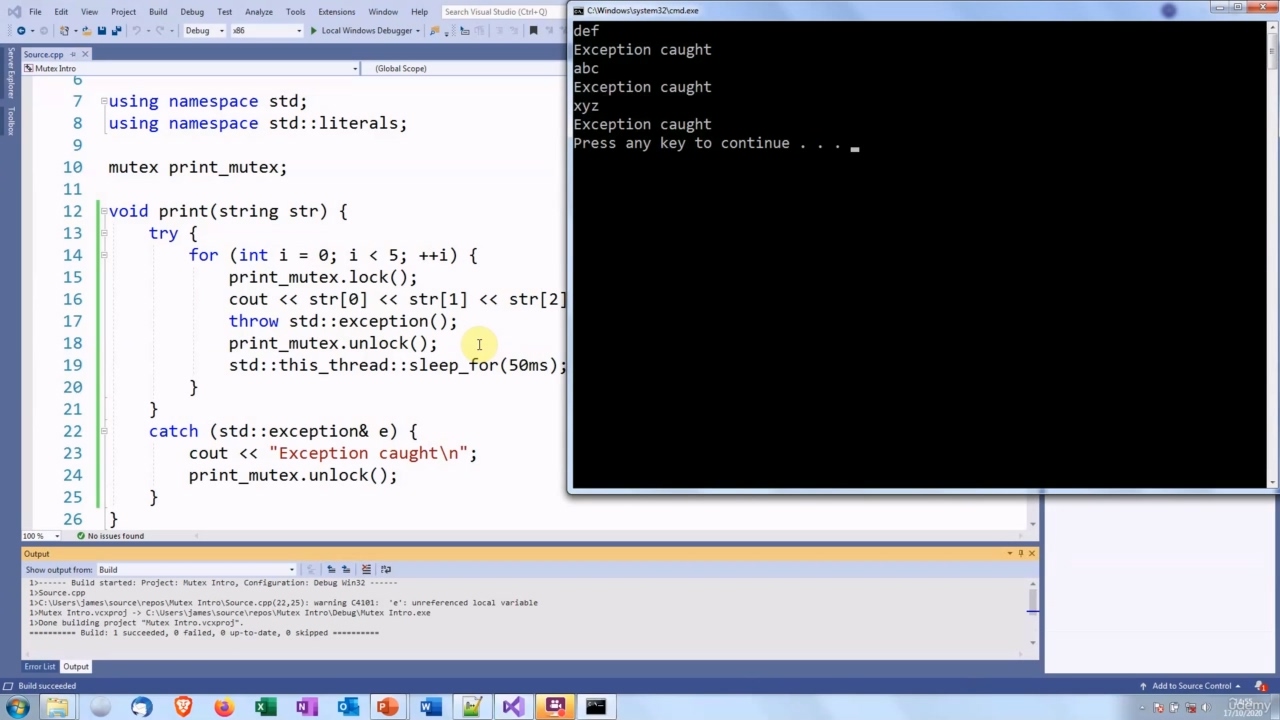 File Edit View Project Build Debug Test Analyze Tools Extensions Window Help Search Visual Studio (Ctrl+Q)
C:\Windows\system32\cmd.exe
Debug x86 Local Windows Debugger
Source.cpp
Mutex Intro (Global Scope)
Server Explorer
Toolbox
6
7 using namespace std;
8 using namespace std::literals;
9
10 mutex print_mutex;
11
12 void print(string str) {
13 try {
14 for (int i = 0; i < 5; ++i) {
15 print_mutex.lock();
16 cout << str[0] << str[1] << str[2]
17 throw std::exception();
18 print_mutex.unlock();
19 std::this_thread::sleep_for(50ms);
20 }
21 }
22 catch (std::exception& e) {
23 cout << "Exception caught\n";
24 print_mutex.unlock();
25 }
26 }
def
Exception caught
abc
Exception caught
xyz
Exception caught
Press any key to continue . . .
100 % No issues found
Output
Show output from: Build
1>------ Build started: Project: Mutex Intro, Configuration: Debug Win32 ------
1>Source.cpp
1>C:\Users\james\source\repos\Mutex Intro\Source.cpp(22,25): warning C4101: 'e': unreferenced local variable
1>Mutex Intro.vcxproj -> C:\Users\james\source\repos\Mutex Intro\Debug\Mutex Intro.exe
1>Done building project "Mutex Intro.vcxproj".
========== Build: 1 succeeded, 0 failed, 0 up-to-date, 0 skipped ==========
Error List Output
Build succeeded Add to Source Control 1
17/10/2020
udemy